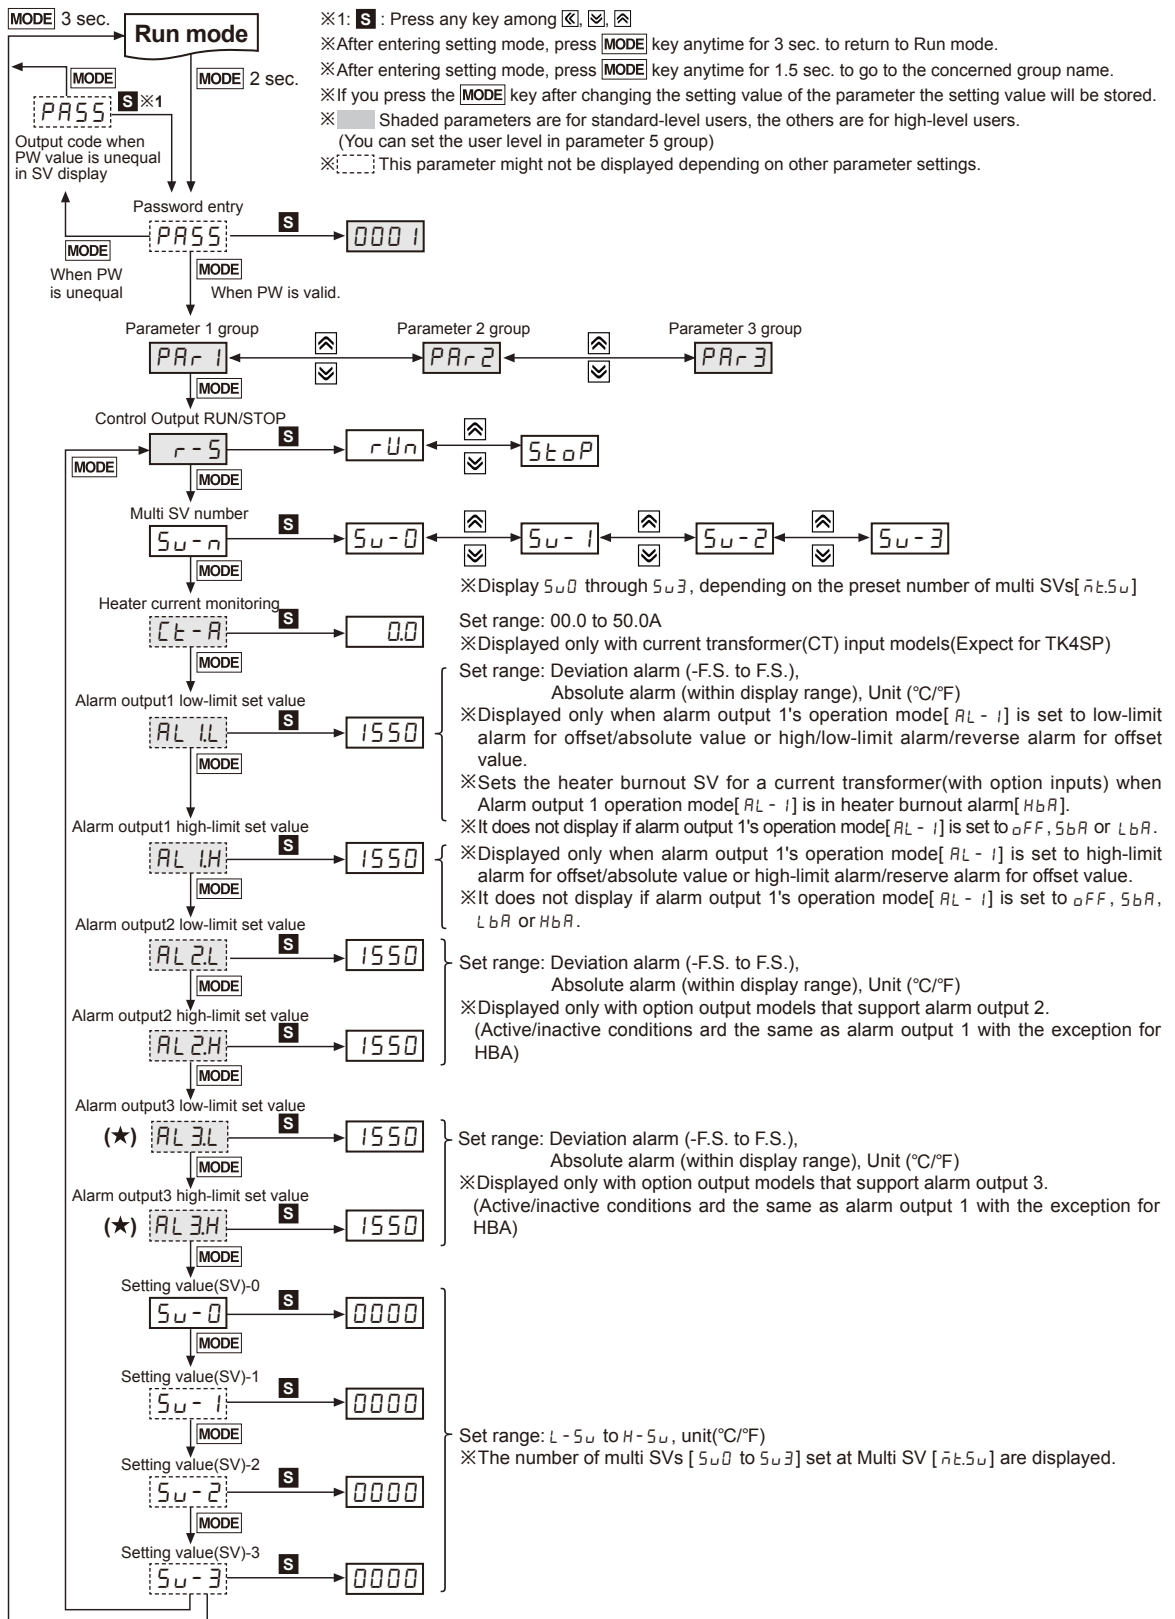 MODE 3 sec.
Run mode
※1: S : Press any key among «, ︾, ︽
※After entering setting mode, press MODE key anytime for 3 sec. to return to Run mode.
※After entering setting mode, press MODE key anytime for 1.5 sec. to go to the concerned group name.
※If you press the MODE key after changing the setting value of the parameter the setting value will be stored.
※ Shaded parameters are for standard-level users, the others are for high-level users.
(You can set the user level in parameter 5 group)
※ This parameter might not be displayed depending on other parameter settings.
MODE
MODE 2 sec.
PASS S ※1
Output code when
PW value is unequal
in SV display
Password entry
PASS S 0001
MODE
When PW
is unequal
MODE
When PW is valid.
Parameter 1 group
Parameter 2 group
Parameter 3 group
PAr1 PAr2 PAr3
MODE
Control Output RUN/STOP
r-S S rUn StoP
MODE
MODE
Multi SV number
Su-n S Su-0 Su-1 Su-2 Su-3
MODE
※Display Su0 through Su3, depending on the preset number of multi SVs[ mt.Su]
Heater current monitoring
Ct-A S 0.0
MODE
Set range: 00.0 to 50.0A
※Displayed only with current transformer(CT) input models(Expect for TK4SP)
Alarm output1 low-limit set value
AL1.L S 1550
MODE
Set range: Deviation alarm (-F.S. to F.S.),
Absolute alarm (within display range), Unit (°C/°F)
※Displayed only when alarm output 1's operation mode[ AL-1] is set to low-limit
alarm for offset/absolute value or high/low-limit alarm/reverse alarm for offset
value.
※Sets the heater burnout SV for a current transformer(with option inputs) when
Alarm output 1 operation mode[ AL-1] is in heater burnout alarm[ HbA].
※It does not display if alarm output 1's operation mode[ AL-1] is set to oFF, SbA or LbA.
Alarm output1 high-limit set value
AL1.H S 1550
MODE
※Displayed only when alarm output 1's operation mode[ AL-1] is set to high-limit
alarm for offset/absolute value or high-limit alarm/reserve alarm for offset value.
※It does not display if alarm output 1's operation mode[ AL-1] is set to oFF, SbA,
LbA or HbA.
Alarm output2 low-limit set value
AL2.L S 1550
MODE
Alarm output2 high-limit set value
AL2.H S 1550
MODE
Set range: Deviation alarm (-F.S. to F.S.),
Absolute alarm (within display range), Unit (°C/°F)
※Displayed only with option output models that support alarm output 2.
(Active/inactive conditions ard the same as alarm output 1 with the exception for
HBA)
Alarm output3 low-limit set value
(★) AL3.L S 1550
MODE
Alarm output3 high-limit set value
(★) AL3.H S 1550
MODE
Set range: Deviation alarm (-F.S. to F.S.),
Absolute alarm (within display range), Unit (°C/°F)
※Displayed only with option output models that support alarm output 3.
(Active/inactive conditions ard the same as alarm output 1 with the exception for
HBA)
Setting value(SV)-0
Su-0 S 0000
MODE
Setting value(SV)-1
Su-1 S 0000
MODE
Setting value(SV)-2
Su-2 S 0000
MODE
Setting value(SV)-3
Su-3 S 0000
Set range: L-Su to H-Su, unit(°C/°F)
※The number of multi SVs [ Su0 to Su3] set at Multi SV [ mt.Su] are displayed.